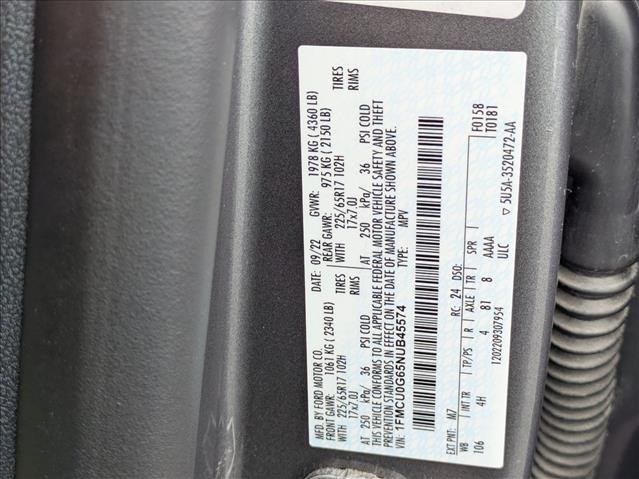 MFD. BY FORD MOTOR CO.
09/22 GVWR: 1978 KG ( 4360 LB)
FRONT GAWR: 1061 KG ( 2340 LB) REAR GAWR: 975 KG ( 2150 LB)
WITH 225/65R17 102H TIRES WITH 225/65R17 102H TIRES
17x7.0J RIMS 17x7.0J RIMS
AT 250 kPa/ 36 PSI COLD AT 250 kPa/ 36 PSI COLD
THIS VEHICLE CONFORMS TO ALL APPLICABLE FEDERAL MOTOR VEHICLE SAFETY AND THEFT
PREVENTION STANDARDS IN EFFECT ON THE DATE OF MANUFACTURE SHOWN ABOVE.
VIN: 1FMCU0G65NUB45574 TYPE: MPV
F0158
T0181
EXT PNT: M7 RC: 24 DSO:
WB INT TR TP/PS R AXLE TR SPR
106 4H 4 81 8 AAAA
ULC
1202209307954 ▽ 5U5A-3520472-AA